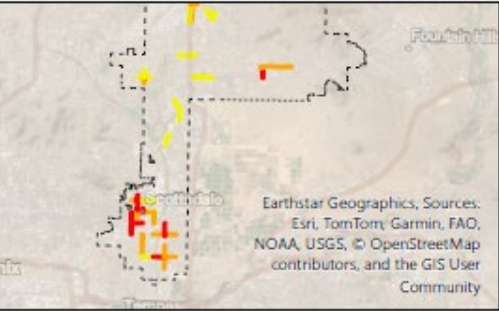 Fountain Hills
Scottsdale
Earthstar Geographics, Sources:
Esri, TomTom, Garmin, FAO,
NOAA, USGS, © OpenStreetMap
contributors, and the GIS User
Community
Tempe